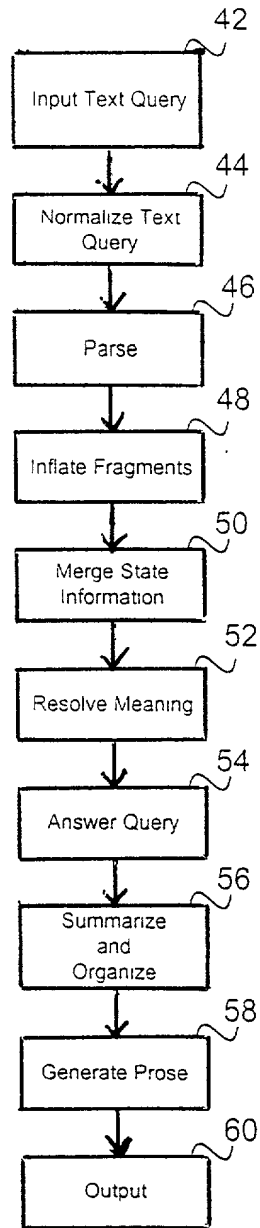 42
Input Text Query
44
Normalize Text
Query
46
Parse
48
Inflate Fragments
50
Merge State
Information
52
Resolve Meaning
54
Answer Query
56
Summarize
and
Organize
58
Generate Prose
60
Output